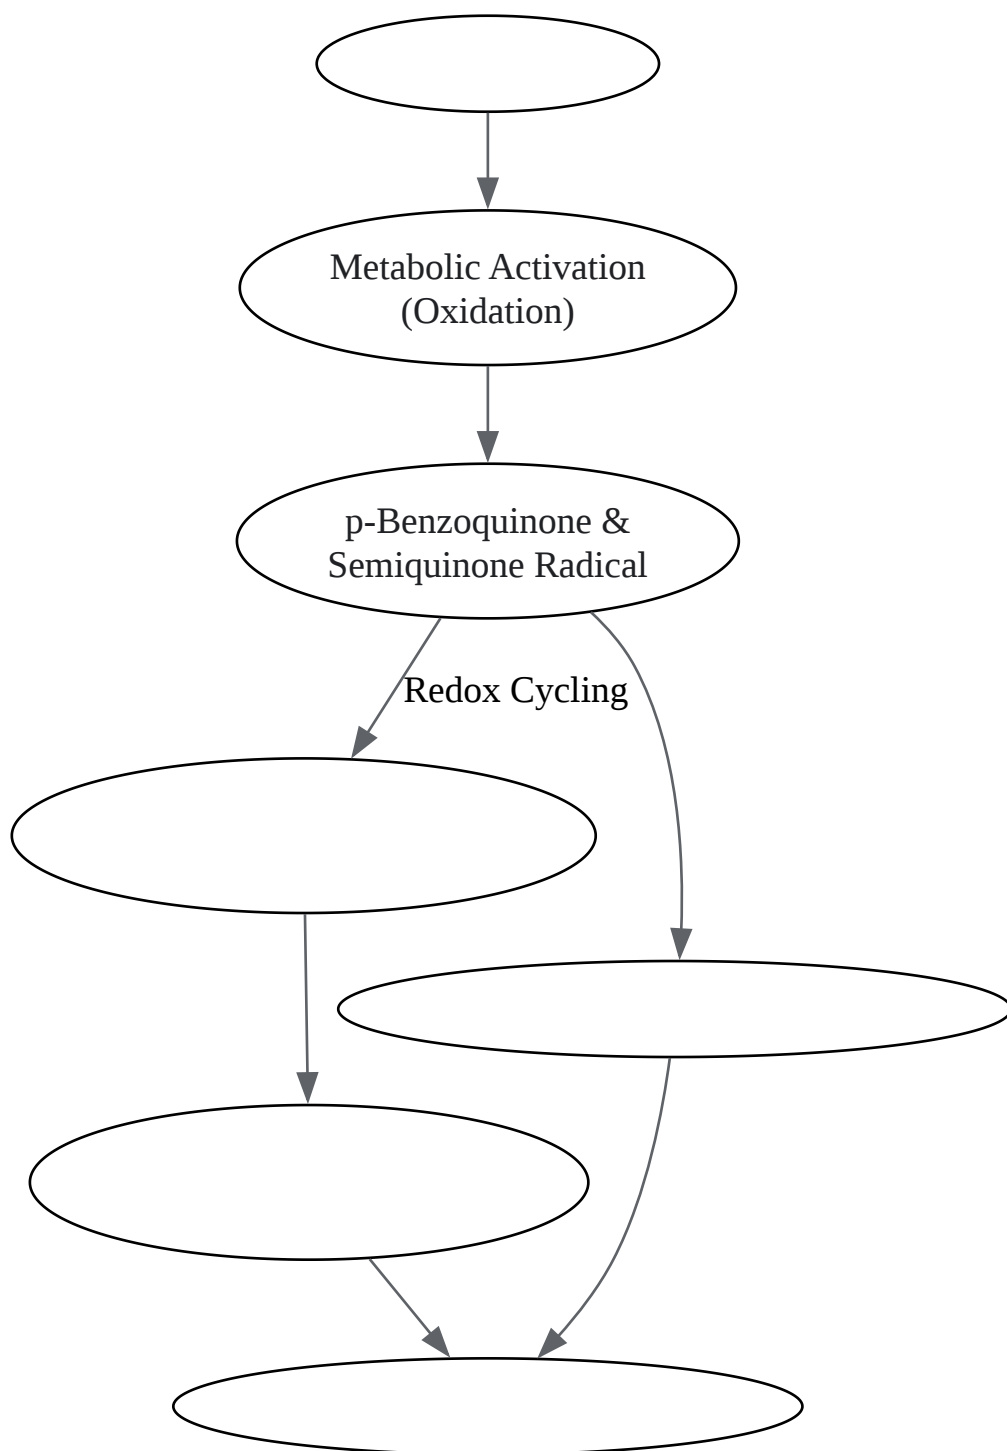 Metabolic Activation
(Oxidation)
p-Benzoquinone &
Semiquinone Radical
Redox Cycling